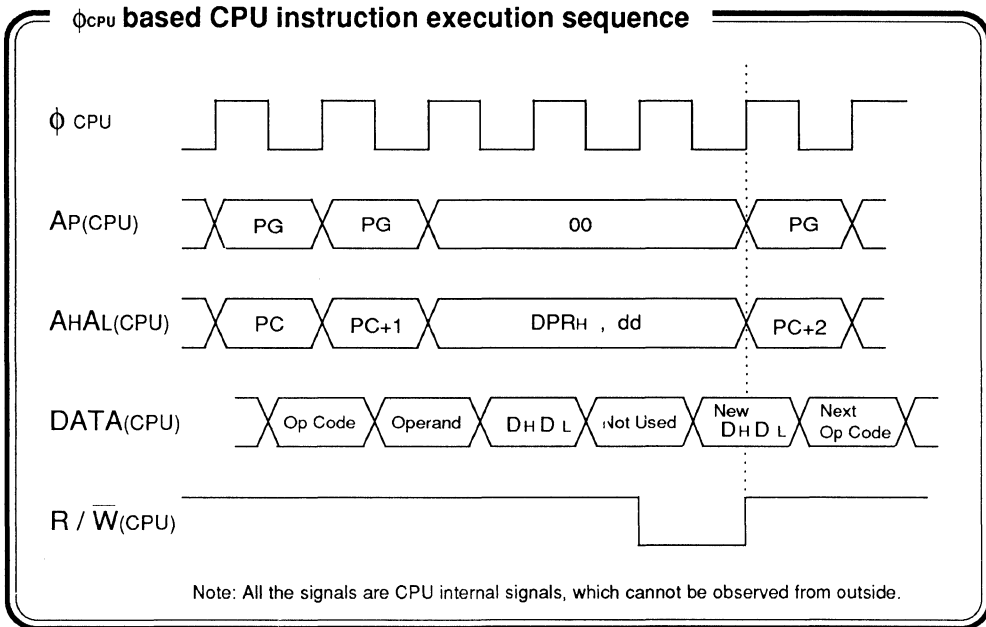 ϕCPU based CPU instruction execution sequence
ϕ CPU
AP(CPU)
PG
PG
00
PG
AHAL(CPU)
PC
PC+1
DPRH , dd
PC+2
DATA(CPU)
Op Code
Operand
DH DL
Not Used
New
DH DL
Next
Op Code
R / W̅(CPU)
Note: All the signals are CPU internal signals, which cannot be observed from outside.